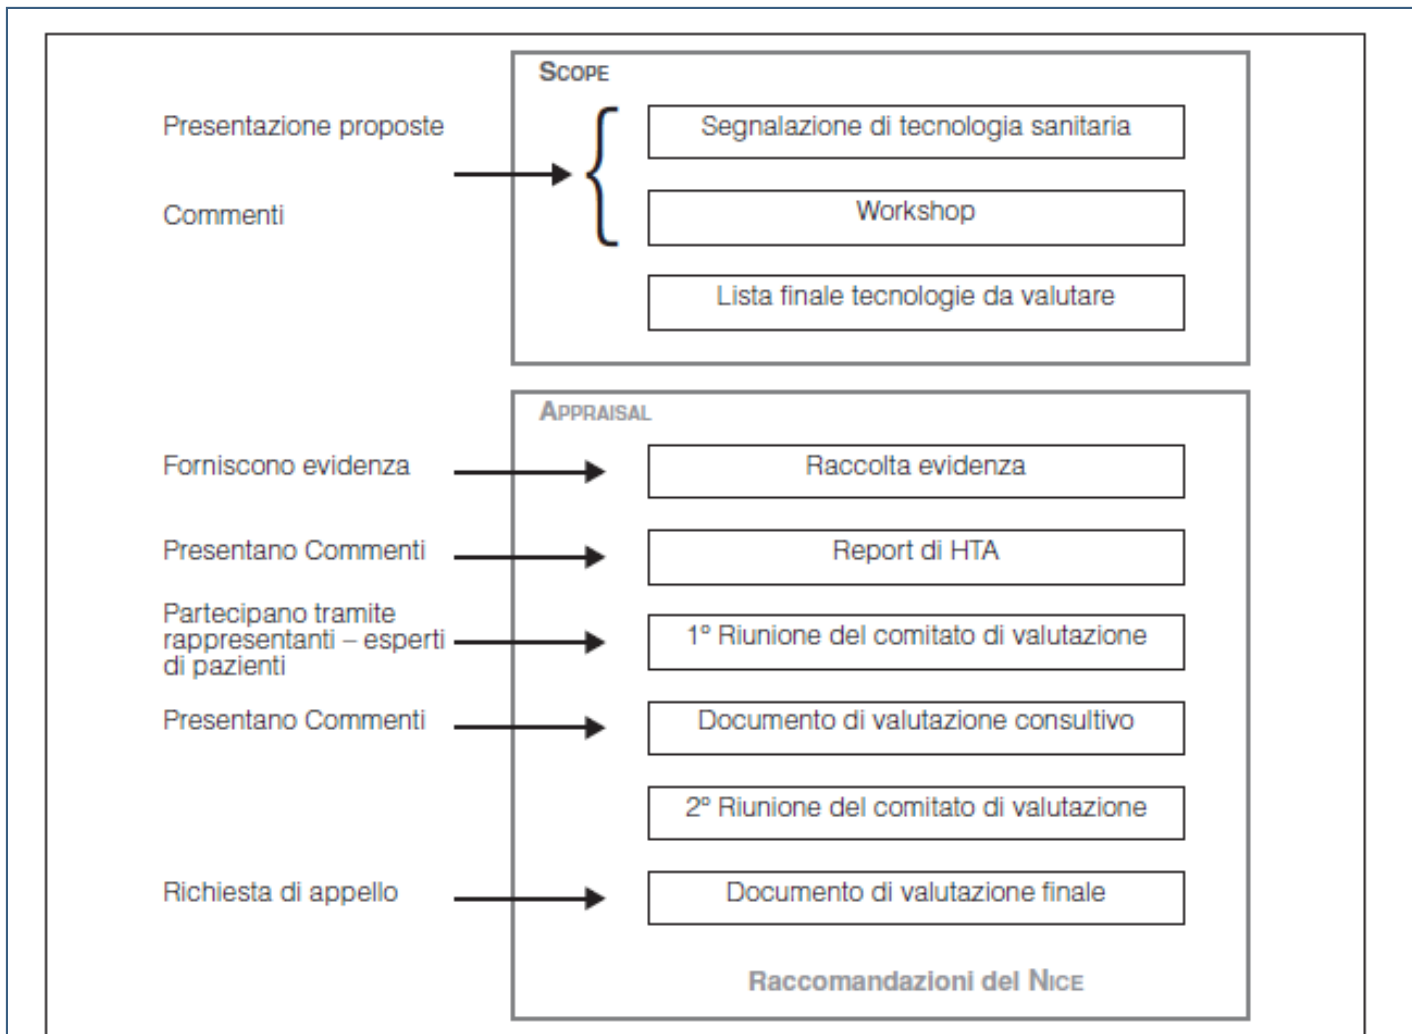 SCOPE
Presentazione proposte
Segnalazione di tecnologia sanitaria
Commenti
Workshop
Lista finale tecnologie da valutare
APPRAISAL
Forniscono evidenza
Raccolta evidenza
Presentano Commenti
Report di HTA
Partecipano tramite
rappresentanti – esperti
di pazienti
1º Riunione del comitato di valutazione
Presentano Commenti
Documento di valutazione consultivo
2º Riunione del comitato di valutazione
Richiesta di appello
Documento di valutazione finale
Raccomandazioni del NICE